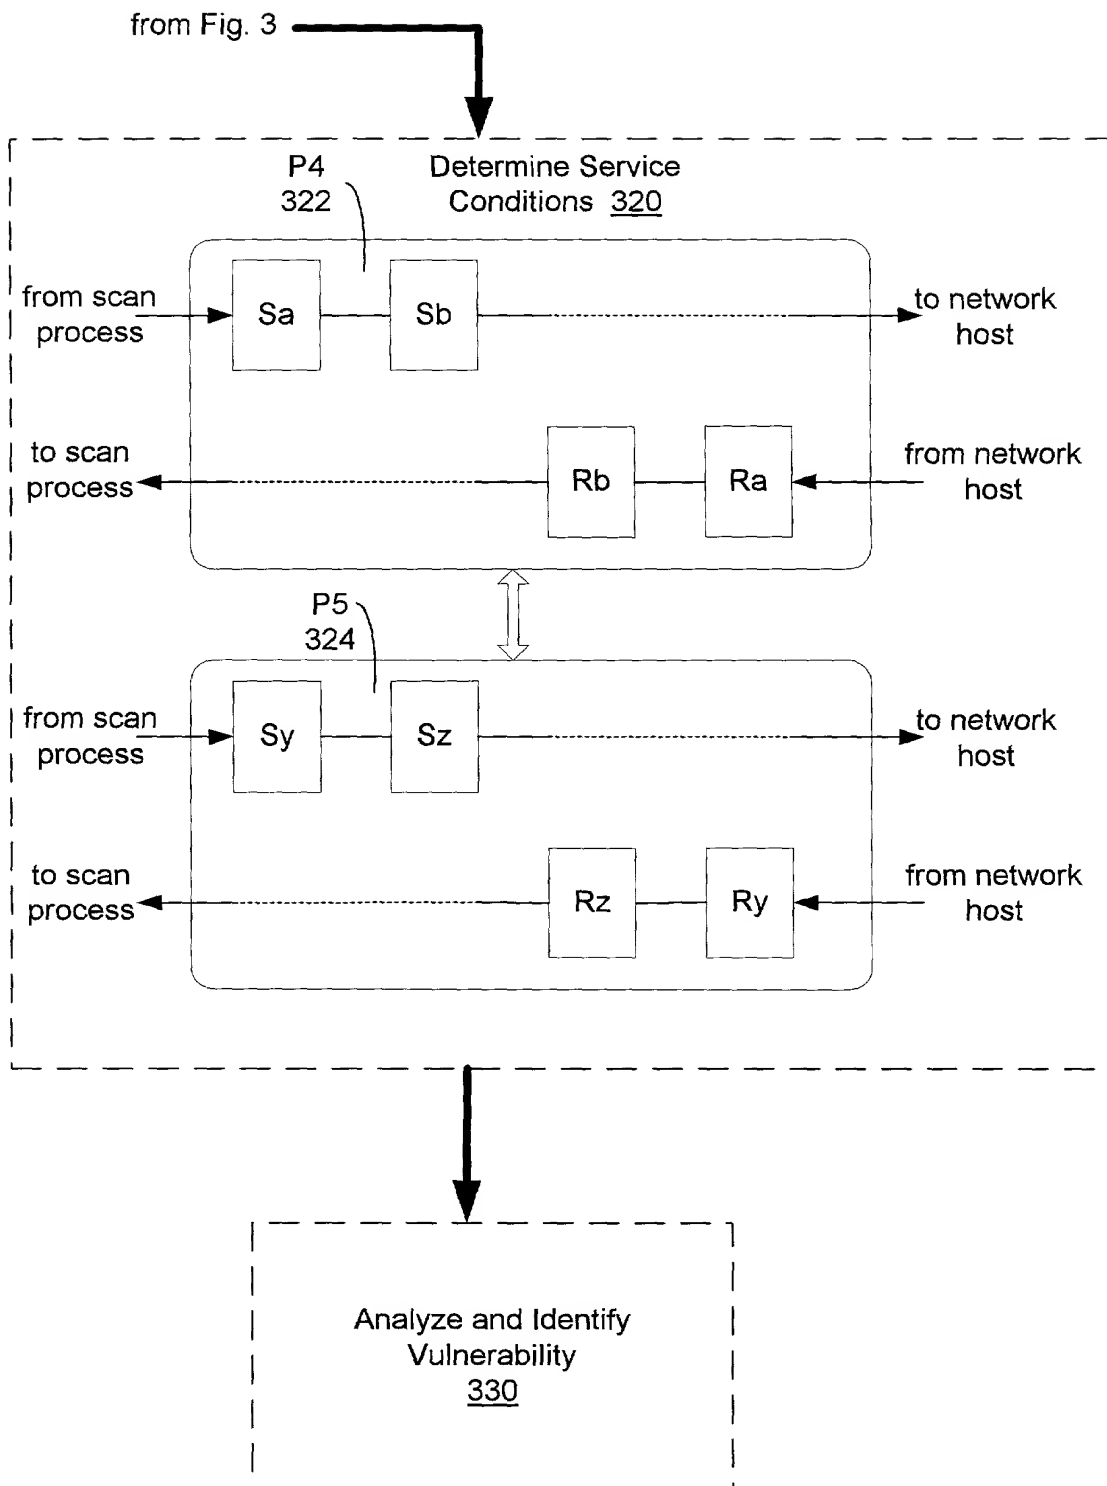 from Fig. 3
P4
322
Determine Service
Conditions 320
from scan
process
Sa
Sb
to network
host
to scan
process
Rb
Ra
from network
host
P5
324
from scan
process
Sy
Sz
to network
host
to scan
process
Rz
Ry
from network
host
Analyze and Identify
Vulnerability
330